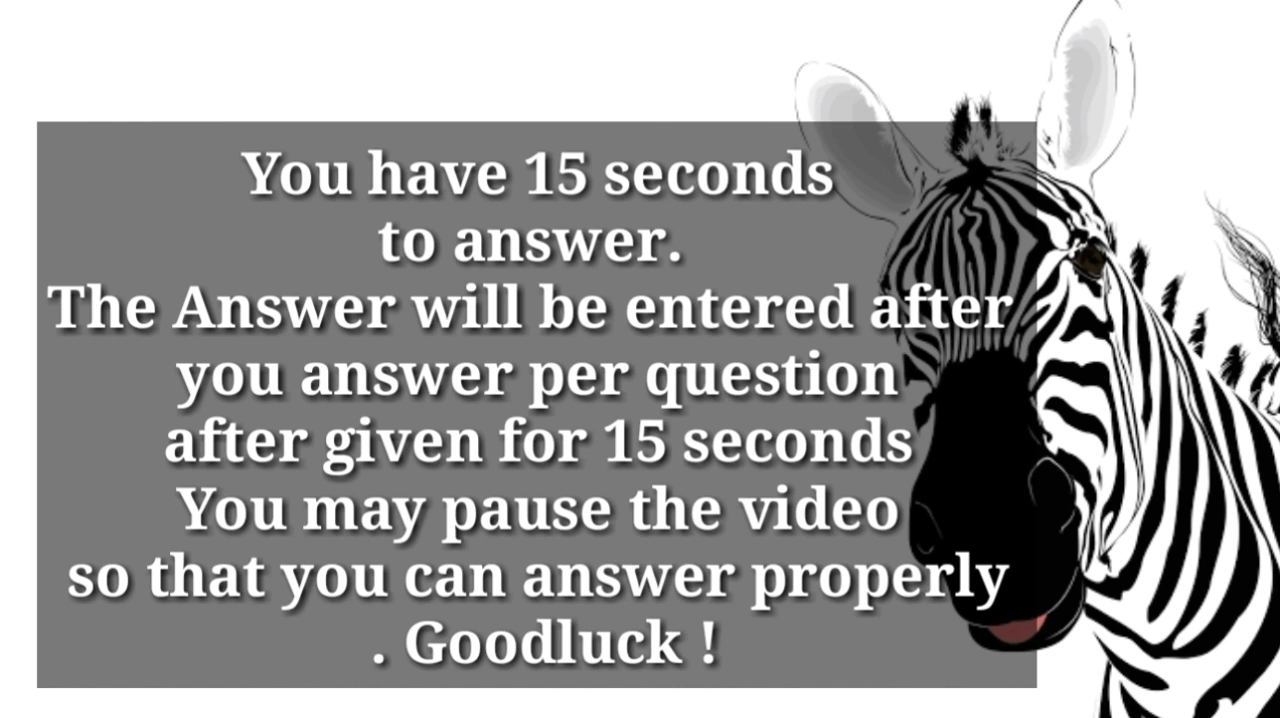 You have 15 seconds
to answer.
The Answer will be entered after
you answer per question
after given for 15 seconds
You may pause the video
so that you can answer properly
. Goodluck !